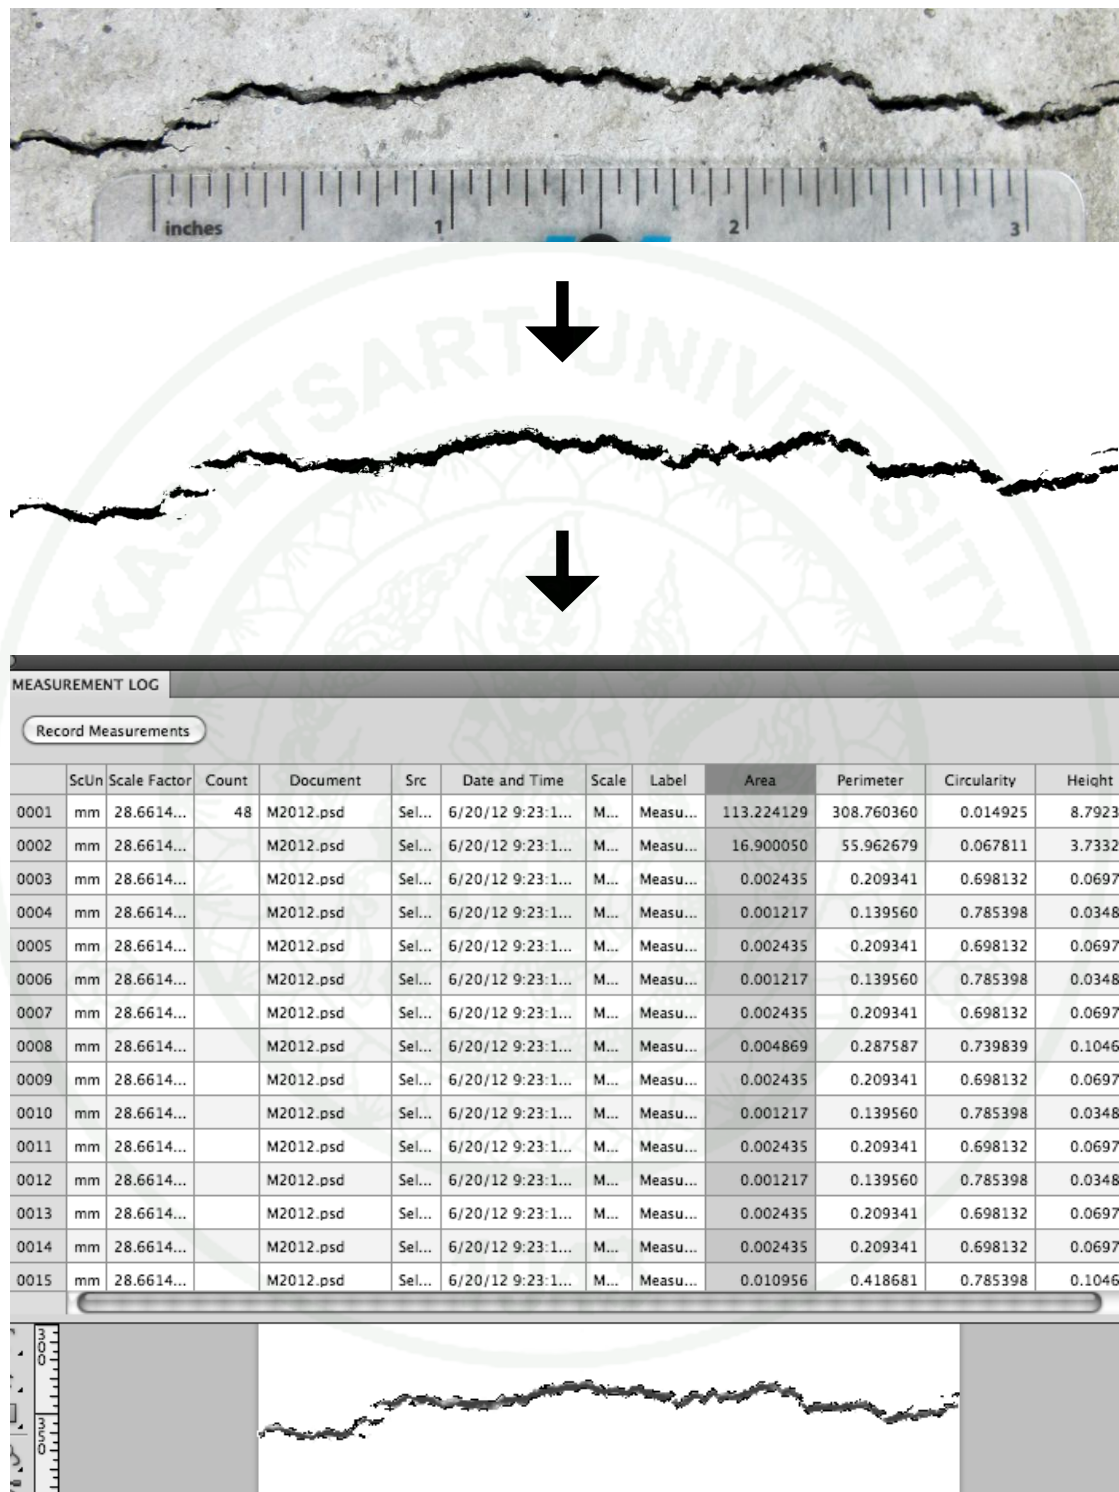 inches 1 2 3
KASETSART UNIVERSITY
MEASUREMENT LOG
Record Measurements
ScUn Scale Factor Count Document Src Date and Time Scale Label Area Perimeter Circularity Height
0001 mm 28.6614... 48 M2012.psd Sel... 6/20/12 9:23:1... M... Measu... 113.224129 308.760360 0.014925 8.7923
0002 mm 28.6614... M2012.psd Sel... 6/20/12 9:23:1... M... Measu... 16.900050 55.962679 0.067811 3.7332
0003 mm 28.6614... M2012.psd Sel... 6/20/12 9:23:1... M... Measu... 0.002435 0.209341 0.698132 0.0697
0004 mm 28.6614... M2012.psd Sel... 6/20/12 9:23:1... M... Measu... 0.001217 0.139560 0.785398 0.0348
0005 mm 28.6614... M2012.psd Sel... 6/20/12 9:23:1... M... Measu... 0.002435 0.209341 0.698132 0.0697
0006 mm 28.6614... M2012.psd Sel... 6/20/12 9:23:1... M... Measu... 0.001217 0.139560 0.785398 0.0348
0007 mm 28.6614... M2012.psd Sel... 6/20/12 9:23:1... M... Measu... 0.002435 0.209341 0.698132 0.0697
0008 mm 28.6614... M2012.psd Sel... 6/20/12 9:23:1... M... Measu... 0.004869 0.287587 0.739839 0.1046
0009 mm 28.6614... M2012.psd Sel... 6/20/12 9:23:1... M... Measu... 0.002435 0.209341 0.698132 0.0697
0010 mm 28.6614... M2012.psd Sel... 6/20/12 9:23:1... M... Measu... 0.001217 0.139560 0.785398 0.0348
0011 mm 28.6614... M2012.psd Sel... 6/20/12 9:23:1... M... Measu... 0.002435 0.209341 0.698132 0.0697
0012 mm 28.6614... M2012.psd Sel... 6/20/12 9:23:1... M... Measu... 0.001217 0.139560 0.785398 0.0348
0013 mm 28.6614... M2012.psd Sel... 6/20/12 9:23:1... M... Measu... 0.002435 0.209341 0.698132 0.0697
0014 mm 28.6614... M2012.psd Sel... 6/20/12 9:23:1... M... Measu... 0.002435 0.209341 0.698132 0.0697
0015 mm 28.6614... M2012.psd Sel... 6/20/12 9:23:1... M... Measu... 0.010956 0.418681 0.785398 0.1046
300
350